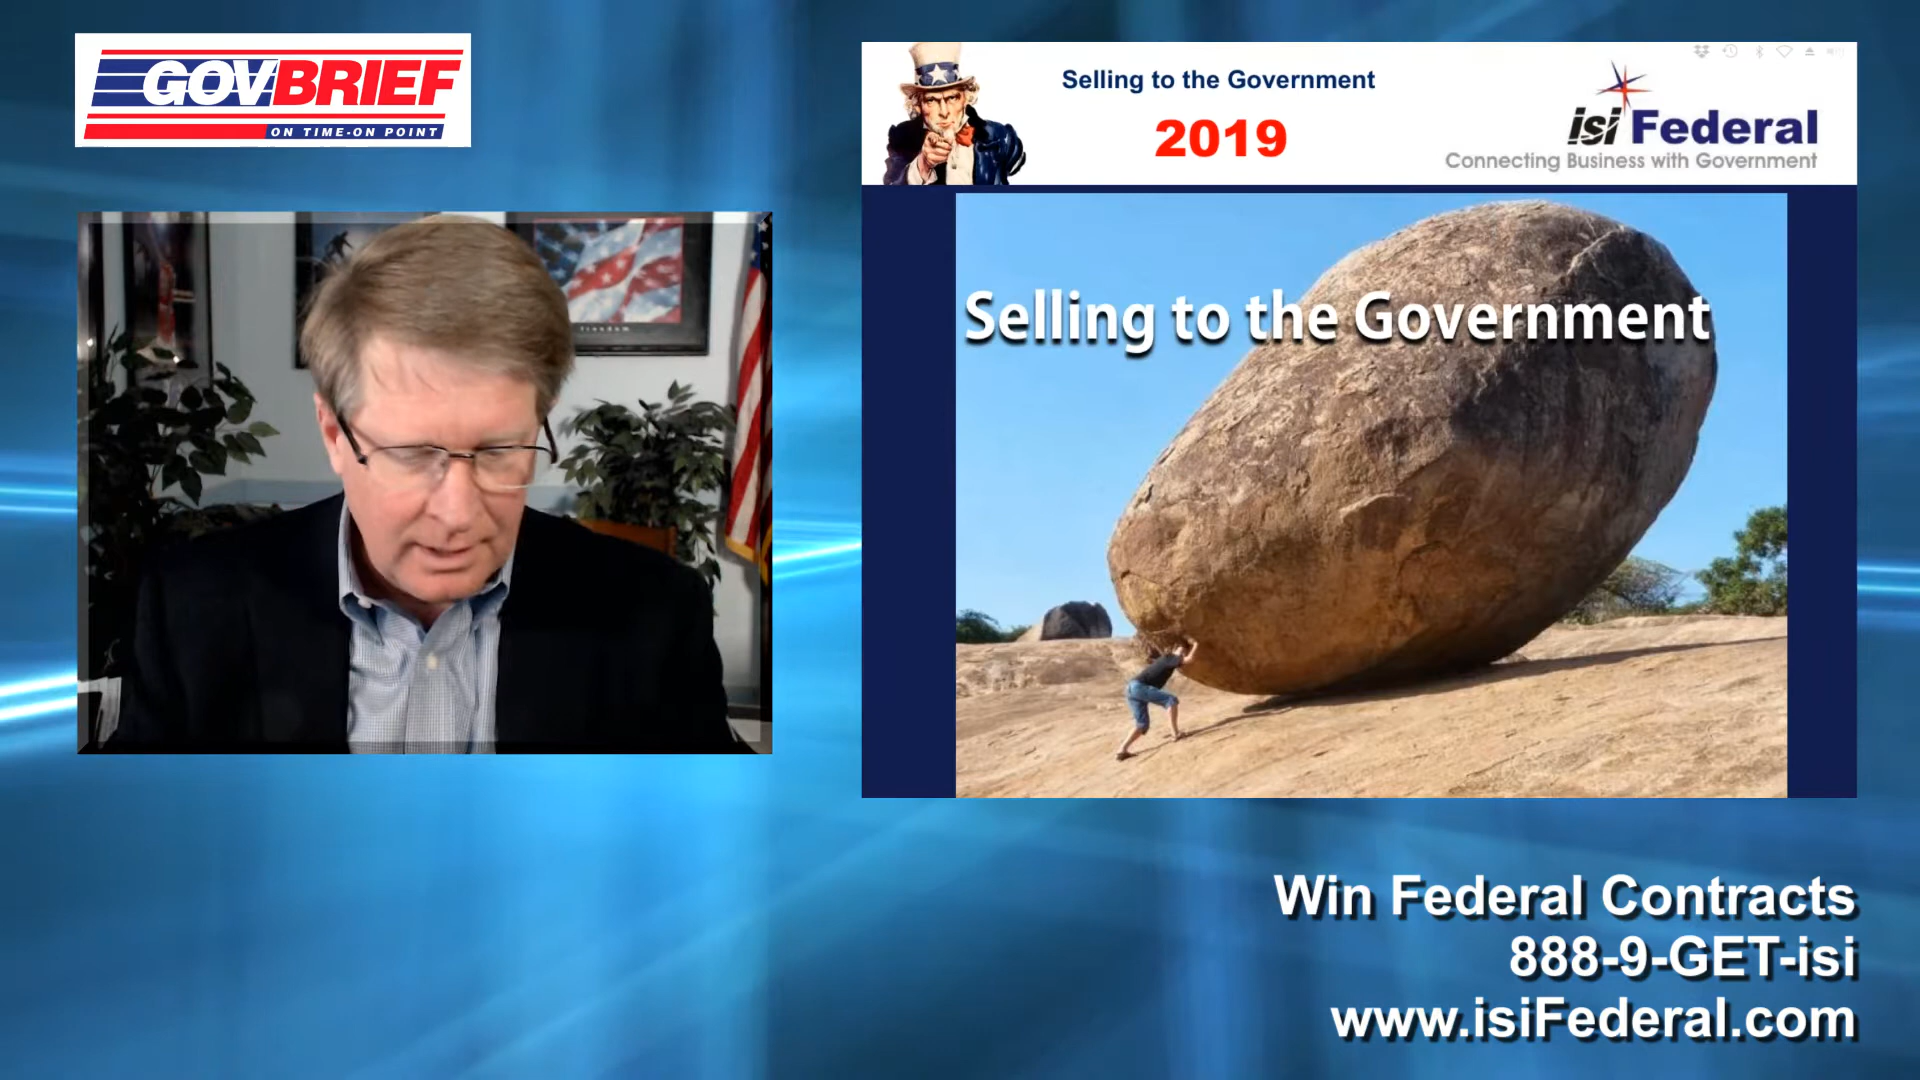 GOVBRIEF
ON TIME-ON POINT
freedom
Selling to the Government
2019
isi Federal
Connecting Business with Government
Selling to the Government
Win Federal Contracts
888-9-GET-isi
www.isiFederal.com